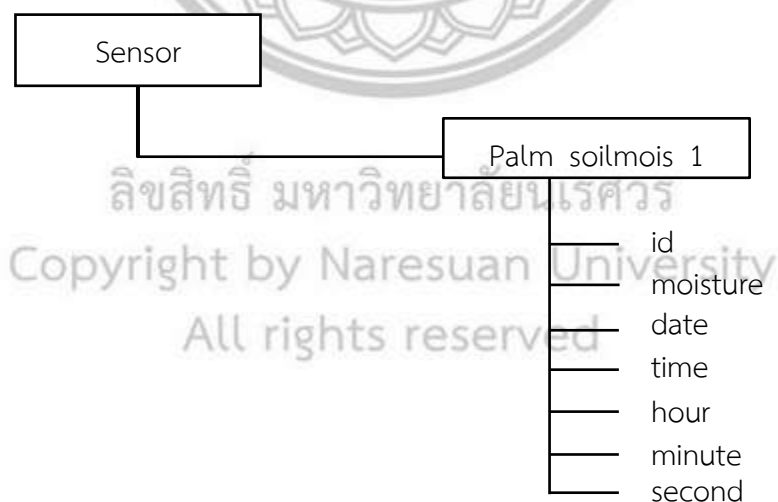 Sensor
Palm soilmois 1
ลิขสิทธิ์ มหาวิทยาลัยนเรศวร
id
Copyright by Naresuan University
moisture
date
All rights reserved
time
hour
minute
second